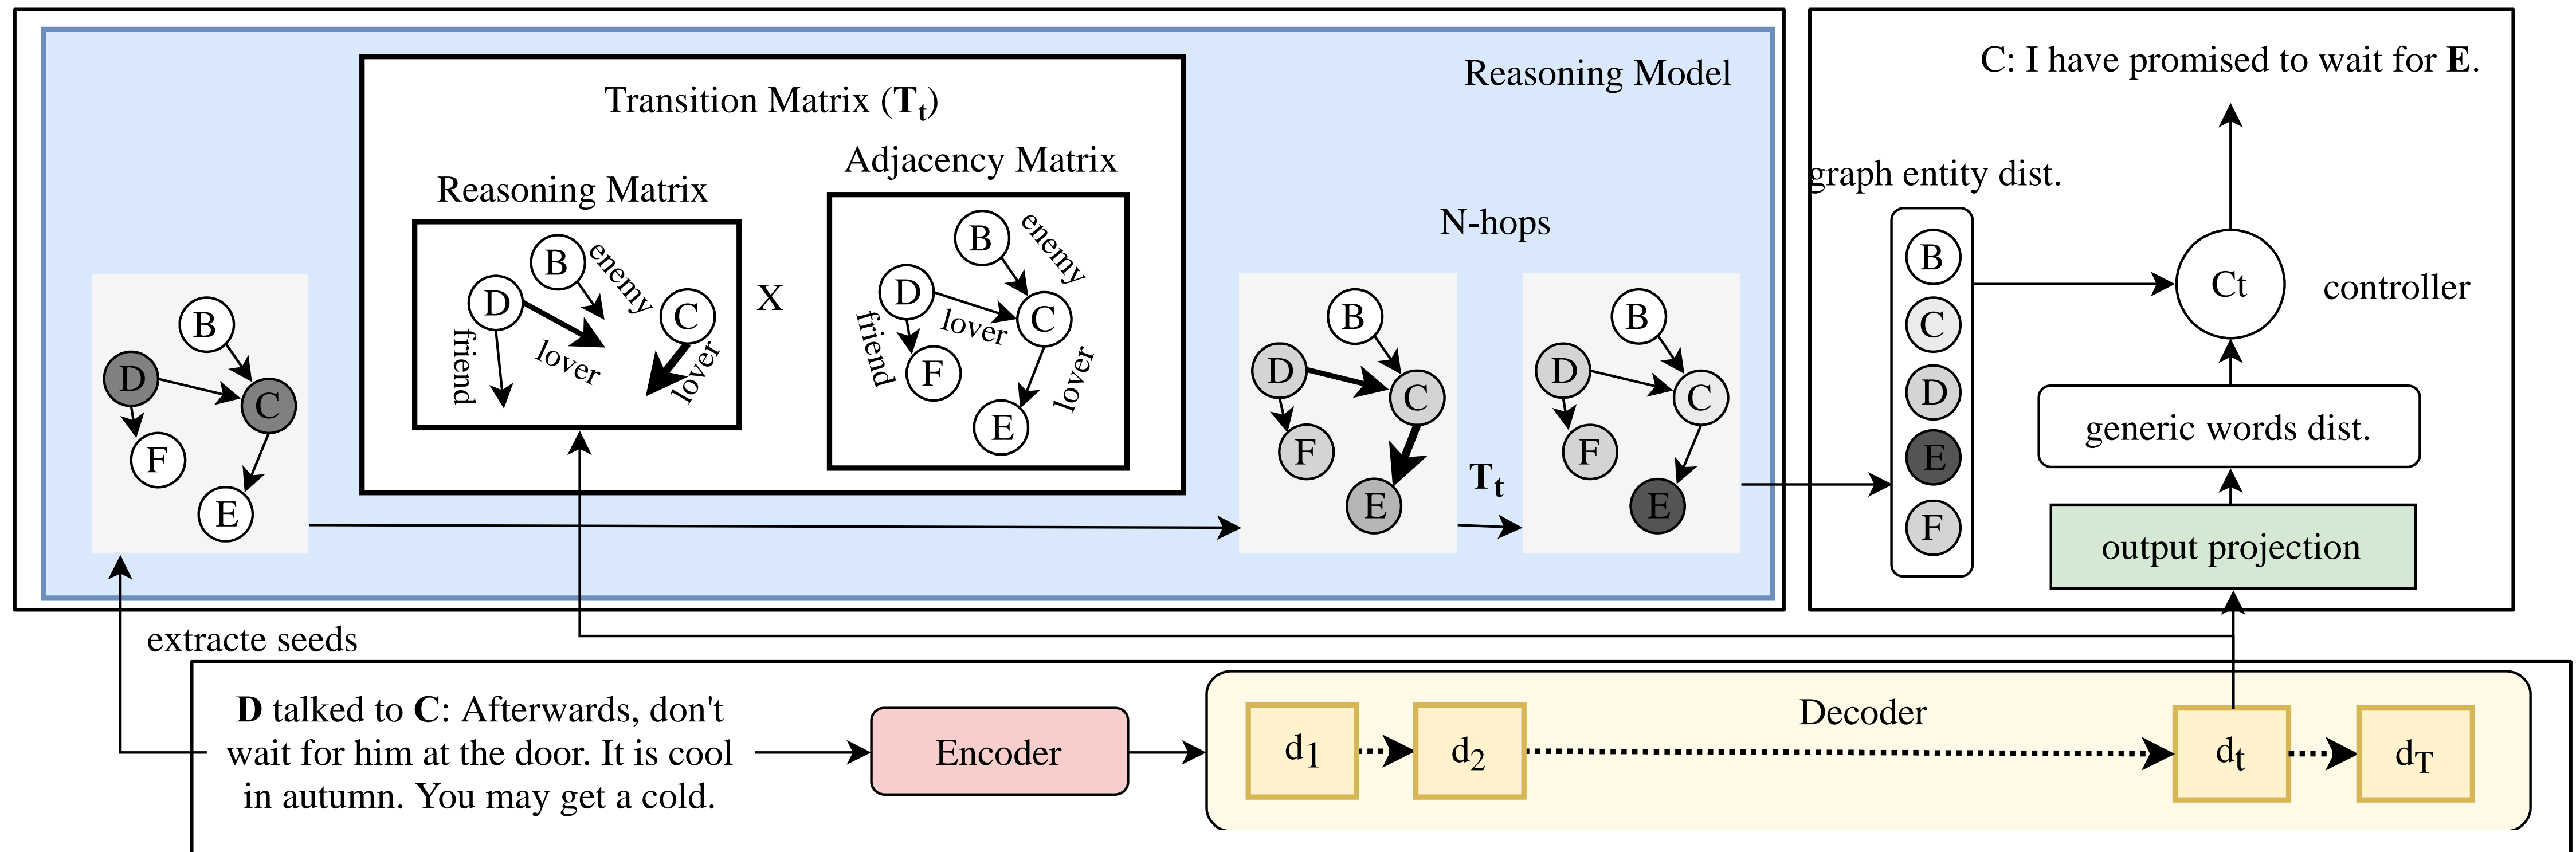 Reasoning Model
Transition Matrix (Tt)
Reasoning Matrix
B
enemy
D
C
friend
lover
lover
X
Adjacency Matrix
B
enemy
D
C
friend
lover
F
lover
E
B
D
C
F
E
N-hops
B
D
C
F
E
Tt
B
D
C
F
E
C: I have promised to wait for E.
graph entity dist.
B
C
D
E
F
Ct
controller
generic words dist.
output projection
extracte seeds
D talked to C: Afterwards, don't
wait for him at the door. It is cool
in autumn. You may get a cold.
Encoder
Decoder
d1
d2
dt
dT